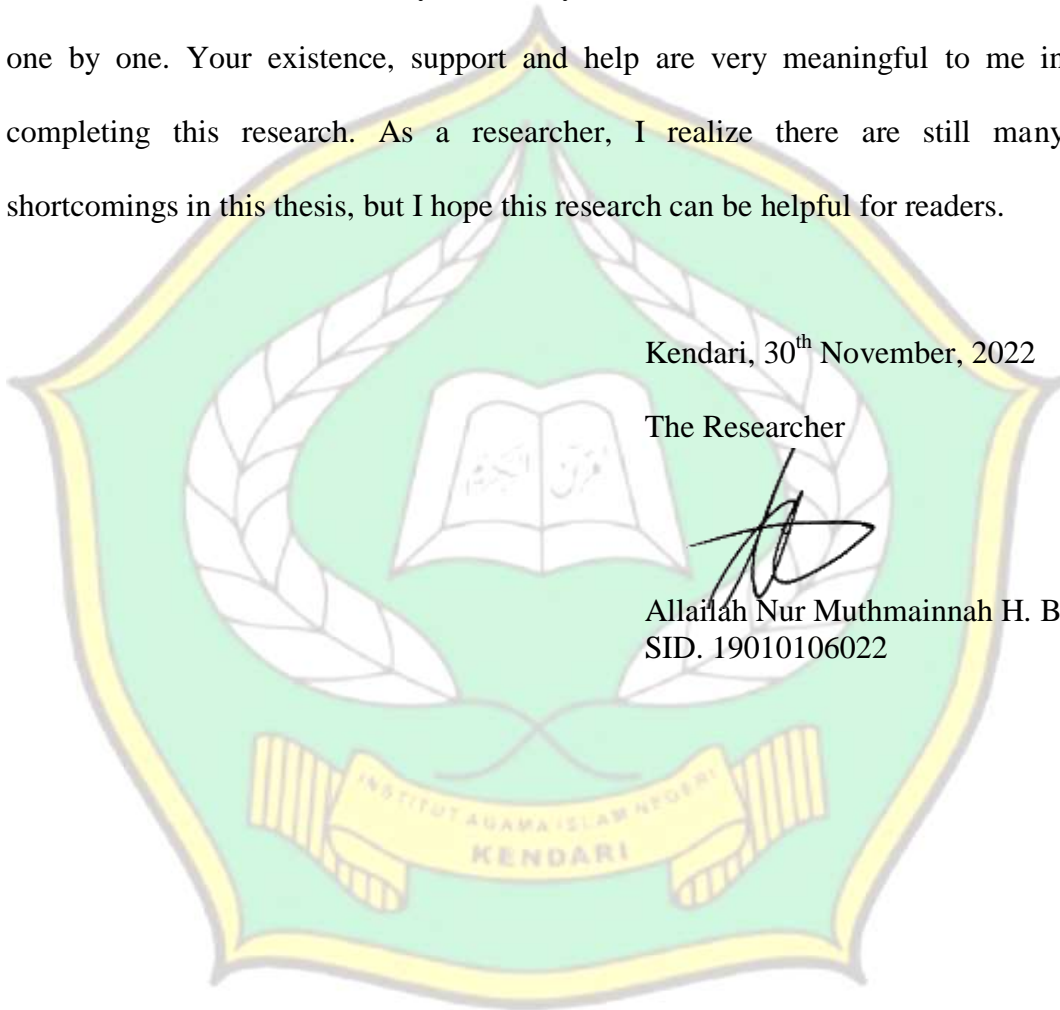 one by one. Your existence, support and help are very meaningful to me in
completing this research. As a researcher, I realize there are still many
shortcomings in this thesis, but I hope this research can be helpful for readers.
Kendari, 30th November, 2022
The Researcher
Allailah Nur Muthmainnah H. B
SID. 19010106022
INSTITUT AGAMA ISLAM NEGERI
KENDARI